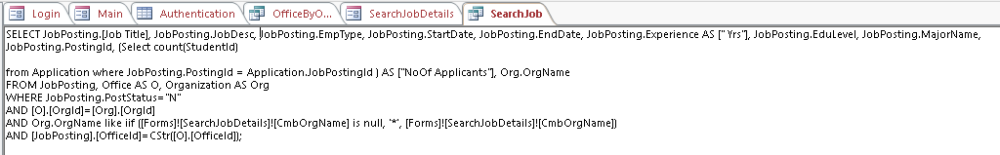 Login Main Authentication OfficeByO... SearchJobDetails SearchJob
SELECT JobPosting.[Job Title], JobPosting.JobDesc, JobPosting.EmpType, JobPosting.StartDate, JobPosting.EndDate, JobPosting.Experience AS [" Yrs"], JobPosting.EduLevel, JobPosting.MajorName,
JobPosting.PostingId, (Select count(StudentId)
from Application where JobPosting.PostingId = Application.JobPostingId ) AS ["NoOf Applicants"], Org.OrgName
FROM JobPosting, Office AS O, Organization AS Org
WHERE JobPosting.PostStatus="N"
AND [O].[OrgId]=[Org].[OrgId]
AND Org.OrgName like iif ([Forms]![SearchJobDetails]![CmbOrgName] is null, '*', [Forms]![SearchJobDetails]![CmbOrgName])
AND [JobPosting].[OfficeId]=CStr([O].[OfficeId]);